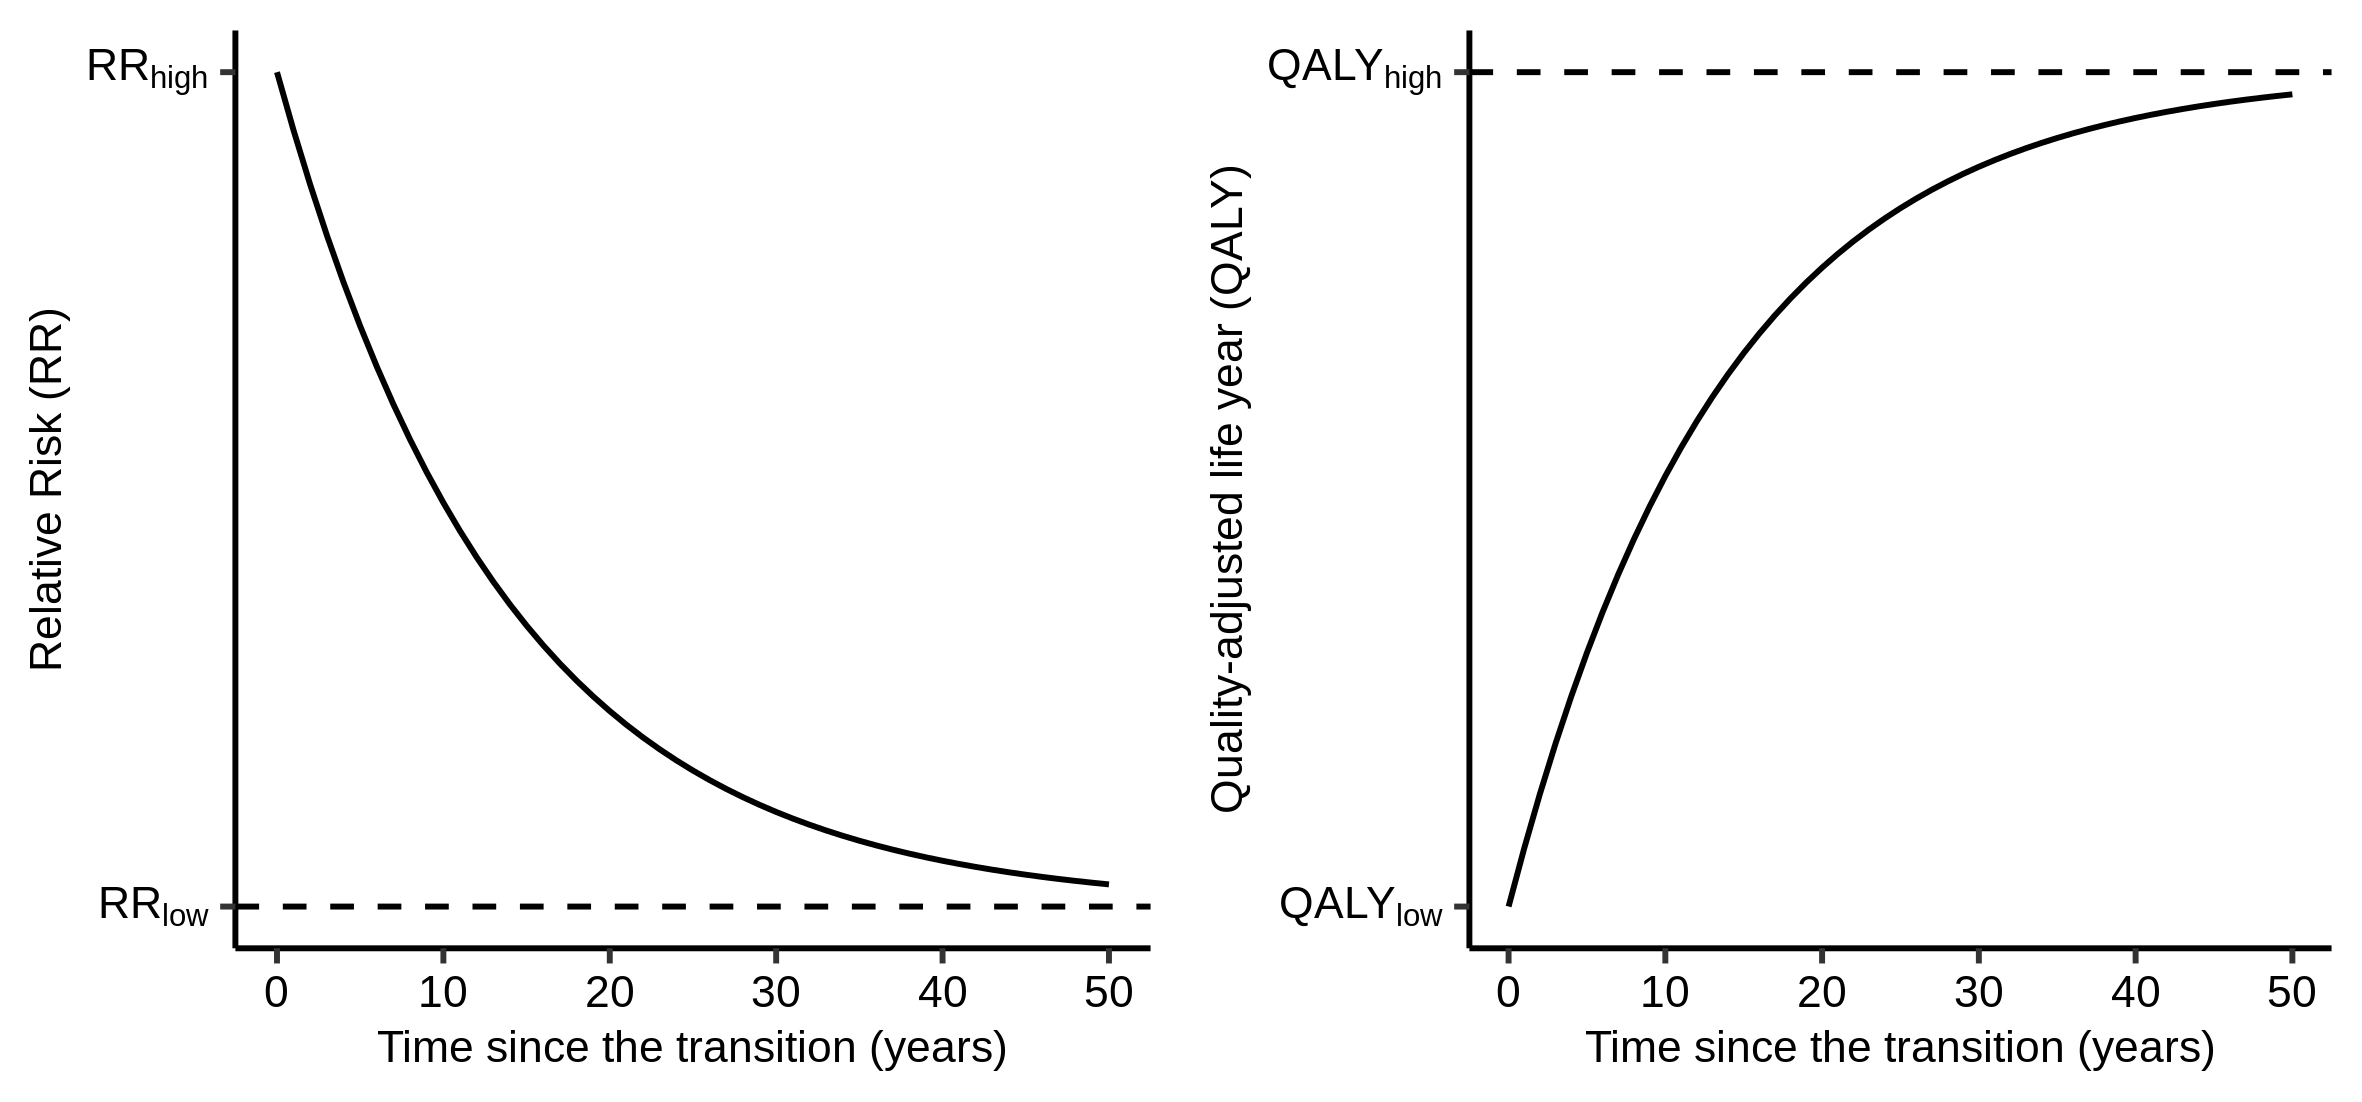 RRhigh
Relative Risk (RR)
RRlow
0 10 20 30 40 50
Time since the transition (years)
QALYhigh
Quality-adjusted life year (QALY)
QALYlow
0 10 20 30 40 50
Time since the transition (years)